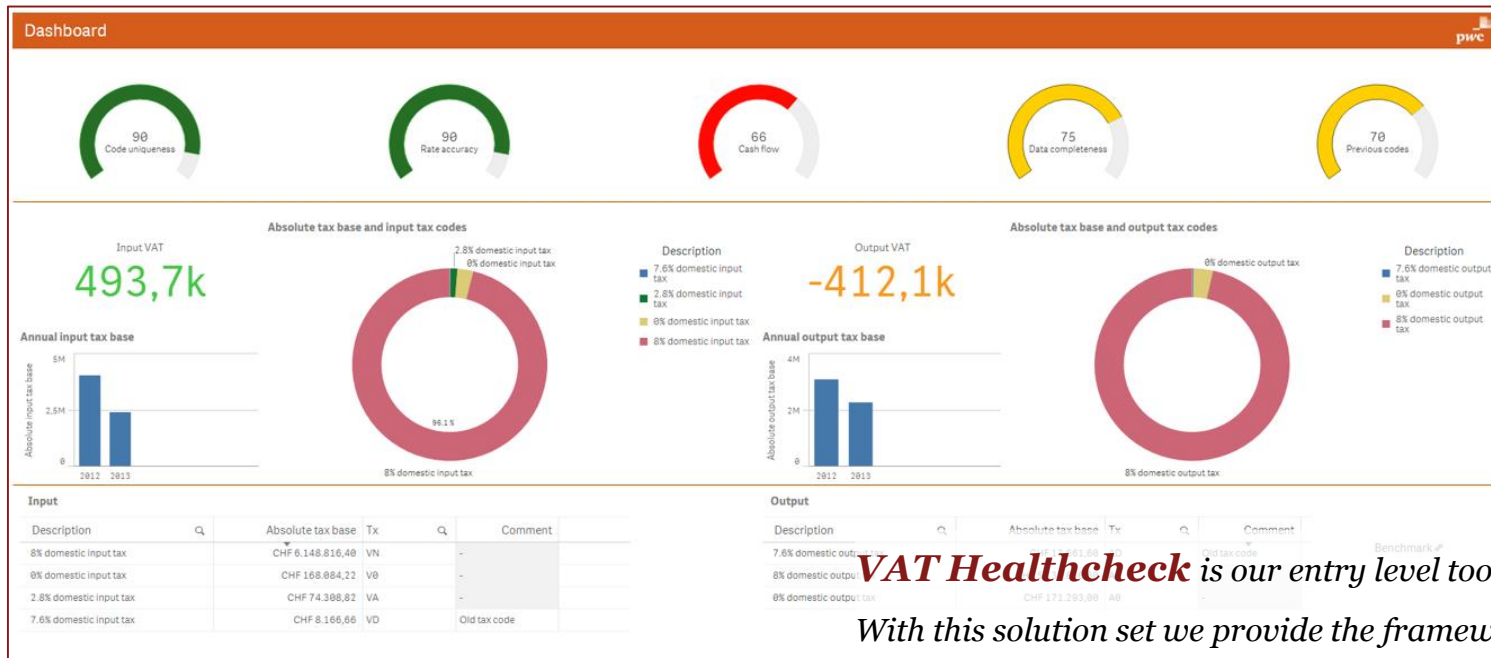 Dashboard
pwc
90
Code uniqueness
90
Rate accuracy
66
Cash flow
75
Data completeness
70
Previous codes
Input VAT
493,7k
Annual input tax base
Absolute input tax base
5M
2,5M
0
2012 2013
Absolute tax base and input tax codes
2.8% domestic input tax
0% domestic input tax
96.1 %
8% domestic input tax
Description
7.6% domestic input
tax
2.8% domestic input
tax
0% domestic input tax
8% domestic input tax
Output VAT
-412,1k
Annual output tax base
Absolute output tax base
4M
2M
0
2012 2013
Absolute tax base and output tax codes
0% domestic output tax
8% domestic output tax
Description
7.6% domestic output
tax
0% domestic output
tax
8% domestic output
tax
Input
Description Absolute tax base Tx Comment
8% domestic input tax CHF 6.148.816,40 VN -
0% domestic input tax CHF 168.084,22 V0 -
2.8% domestic input tax CHF 74.308,82 VA -
7.6% domestic input tax CHF 8.166,66 VD Old tax code
Output
Description Absolute tax base Tx Comment
7.6% domestic output tax Old tax code
8% domestic output
0% domestic output tax CHF 171.293,00 A0 -
Benchmark
VAT Healthcheck is our entry level too
With this solution set we provide the framew